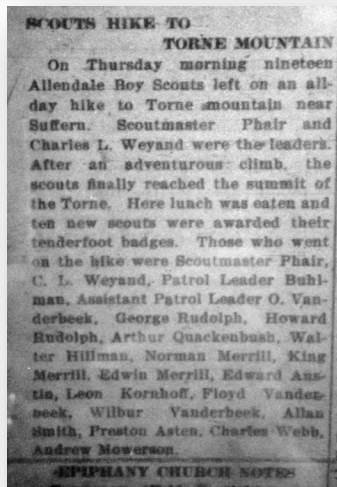 SCOUTS HIKE TO
TORNE MOUNTAIN
On Thursday morning nineteen
Allendale Boy Scouts left on an all-
day hike to Torne mountain near
Suffern. Scoutmaster Phair and
Charles L. Weyand were the leaders.
After an adventurous climb, the
scouts finally reached the summit of
the Torne. Here lunch was eaten and
ten new scouts were awarded their
tenderfoot badges. Those who went
on the hike were Scoutmaster Phair,
C. L. Weyand, Patrol Leader Buhl-
man, Assistant Patrol Leader O. Van-
derbeek, George Rudolph, Howard
Rudolph, Arthur Quackenbush, Wal-
ter Hillman, Norman Merrill, King
Merrill, Edwin Merrill, Edward Aus-
tin, Leon Kornhoff, Floyd Vander-
beek, Wilbur Vanderbeek, Allan
Smith, Preston Asten, Charles Webb,
Andrew Mowerson.
EPIPHANY CHURCH NOTES